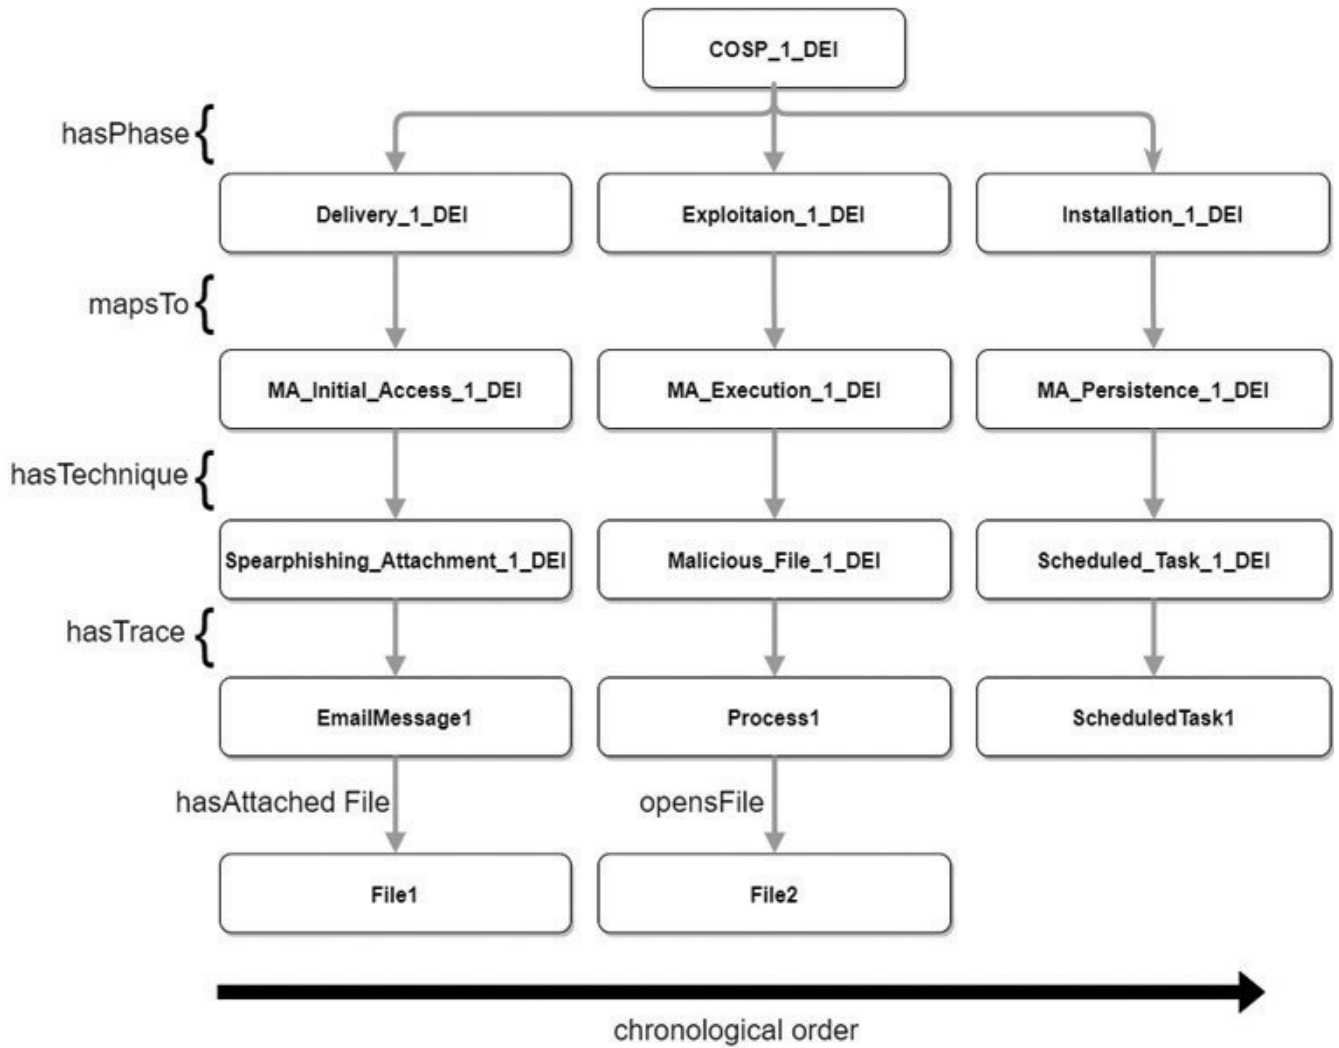 COSP_1_DEI
hasPhase
Delivery_1_DEI
Exploitaion_1_DEI
Installation_1_DEI
mapsTo
MA_Initial_Access_1_DEI
MA_Execution_1_DEI
MA_Persistence_1_DEI
hasTechnique
Spearphishing_Attachment_1_DEI
Malicious_File_1_DEI
Scheduled_Task_1_DEI
hasTrace
EmailMessage1
Process1
ScheduledTask1
hasAttached File
opensFile
File1
File2
chronological order